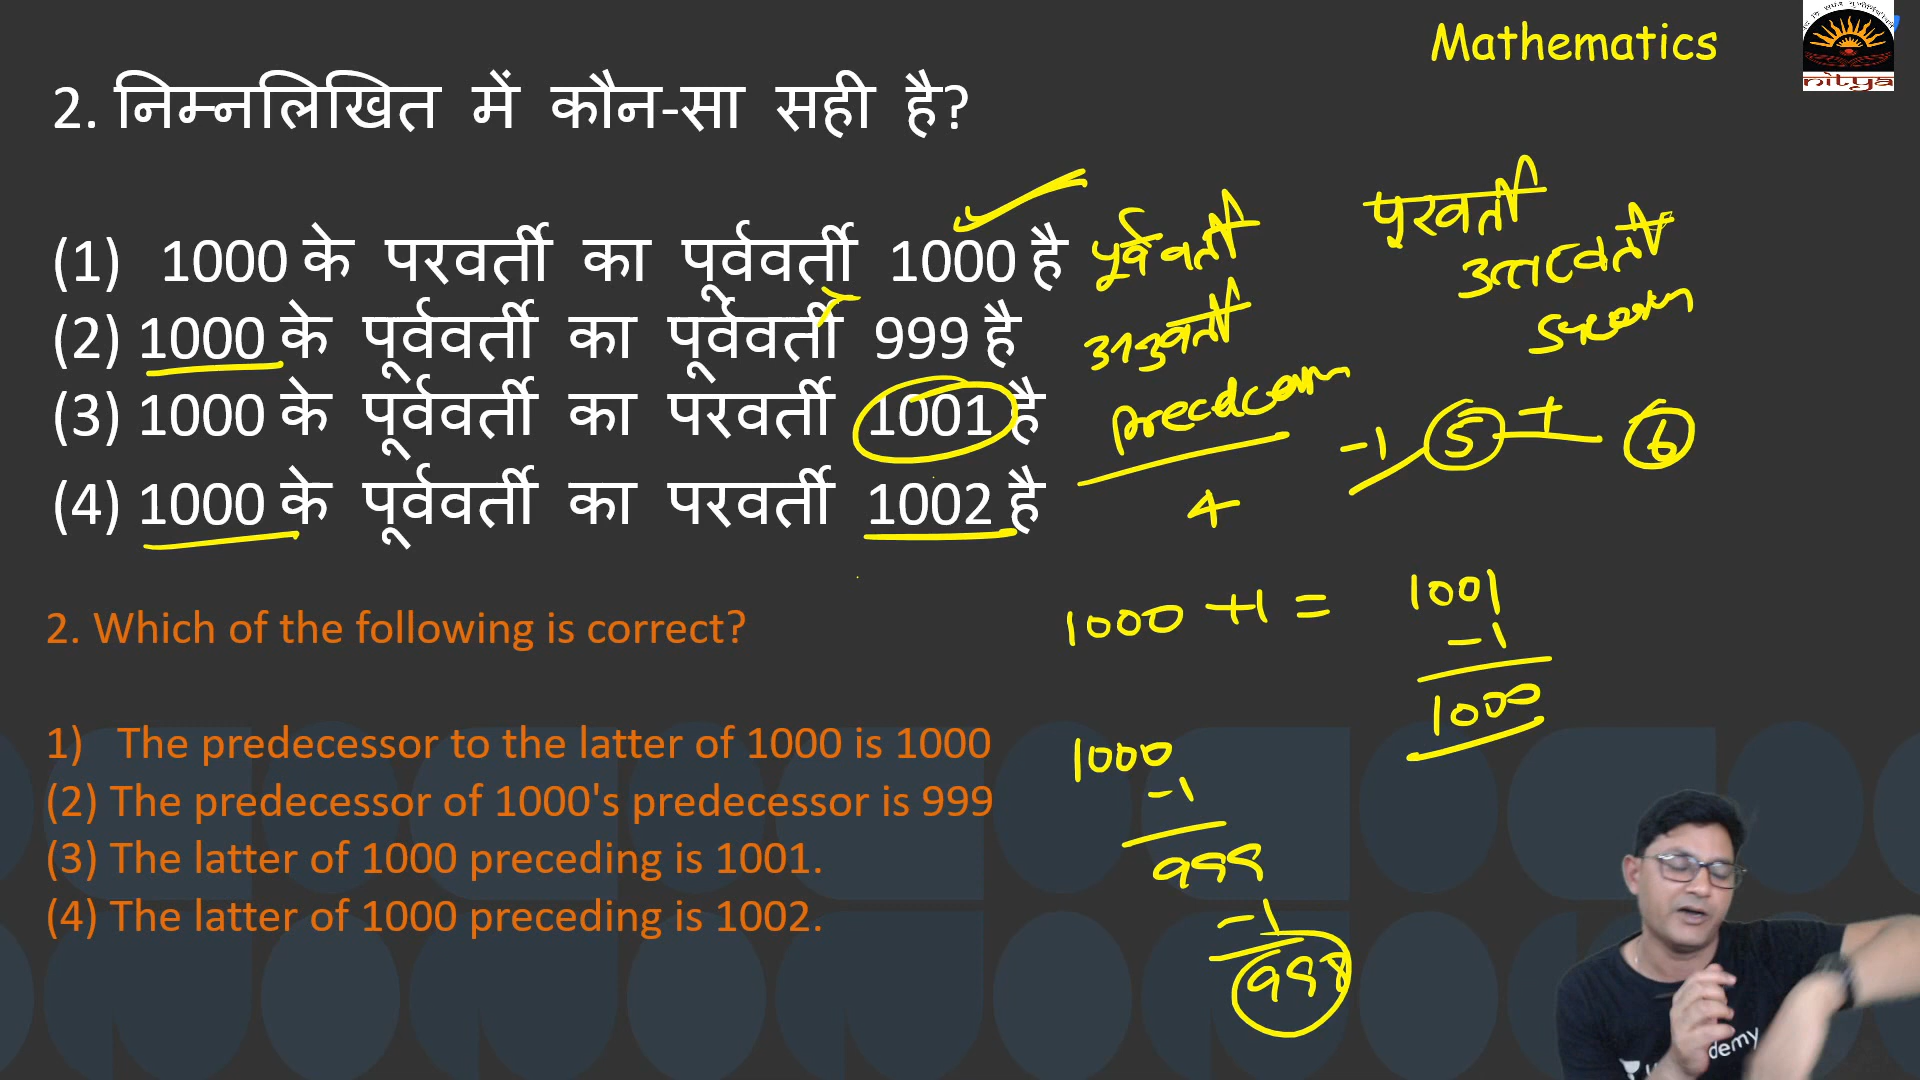 Mathematics
nitya
2. निम्नलिखित में कौन-सा सही है?
(1) 1000 के परवर्ती का पूर्ववर्ती 1000 है
(2) 1000 के पूर्ववर्ती का पूर्ववर्ती 999 है
(3) 1000 के पूर्ववर्ती का परवर्ती 1001 है
(4) 1000 के पूर्ववर्ती का परवर्ती 1002 है
पूर्ववर्ती
4
-1 5 + 6
1000 +1 = 1001
-1
1000
1000
-1
999
-1
998
2. Which of the following is correct?
1) The predecessor to the latter of 1000 is 1000
(2) The predecessor of 1000's predecessor is 999
(3) The latter of 1000 preceding is 1001.
(4) The latter of 1000 preceding is 1002.